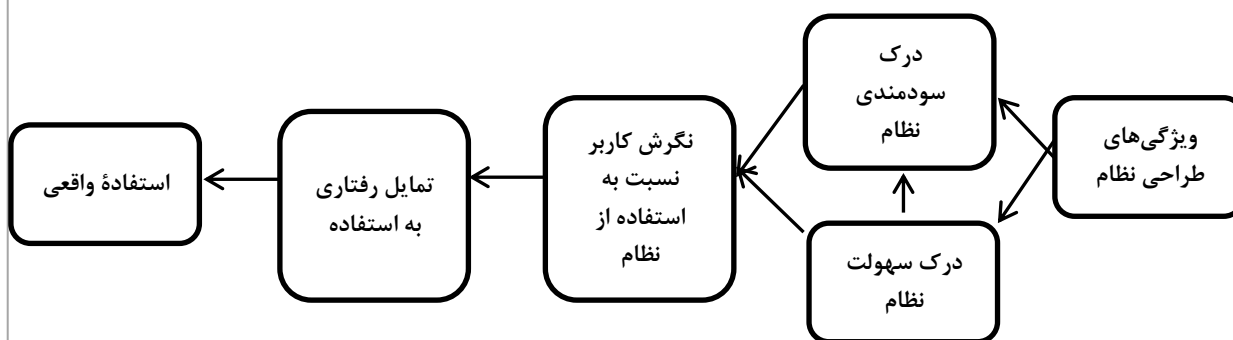 ویژگی‌های
طراحی نظام
درک
سودمندی
نظام
درک سهولت
نظام
نگرش کاربر
نسبت به
استفاده از
نظام
تمایل رفتاری
به استفاده
استفادهٔ واقعی